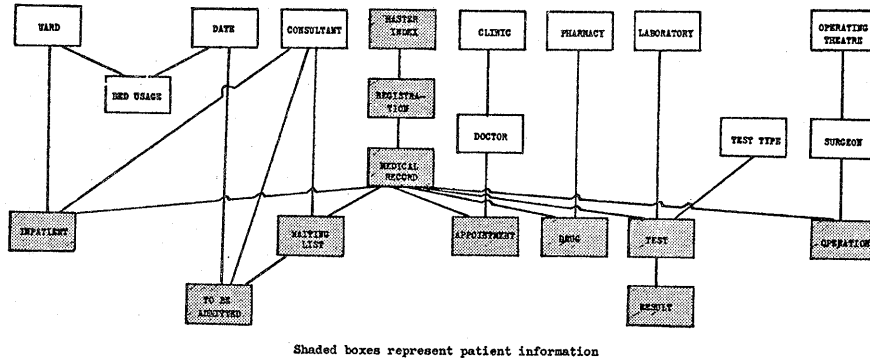 WARD
DATE
CONSULTANT
MASTER
INDEX
CLINIC
PHARMACY
LABORATORY
OPERATING
THEATRE
BED USAGE
REGISTRA-
TION
DOCTOR
TEST TYPE
SURGEON
MEDICAL
RECORD
INPATIENT
WAITING
LIST
APPOINTMENT
DRUG
TEST
OPERATION
TO BE
ADMITTED
RESULT
Shaded boxes represent patient information